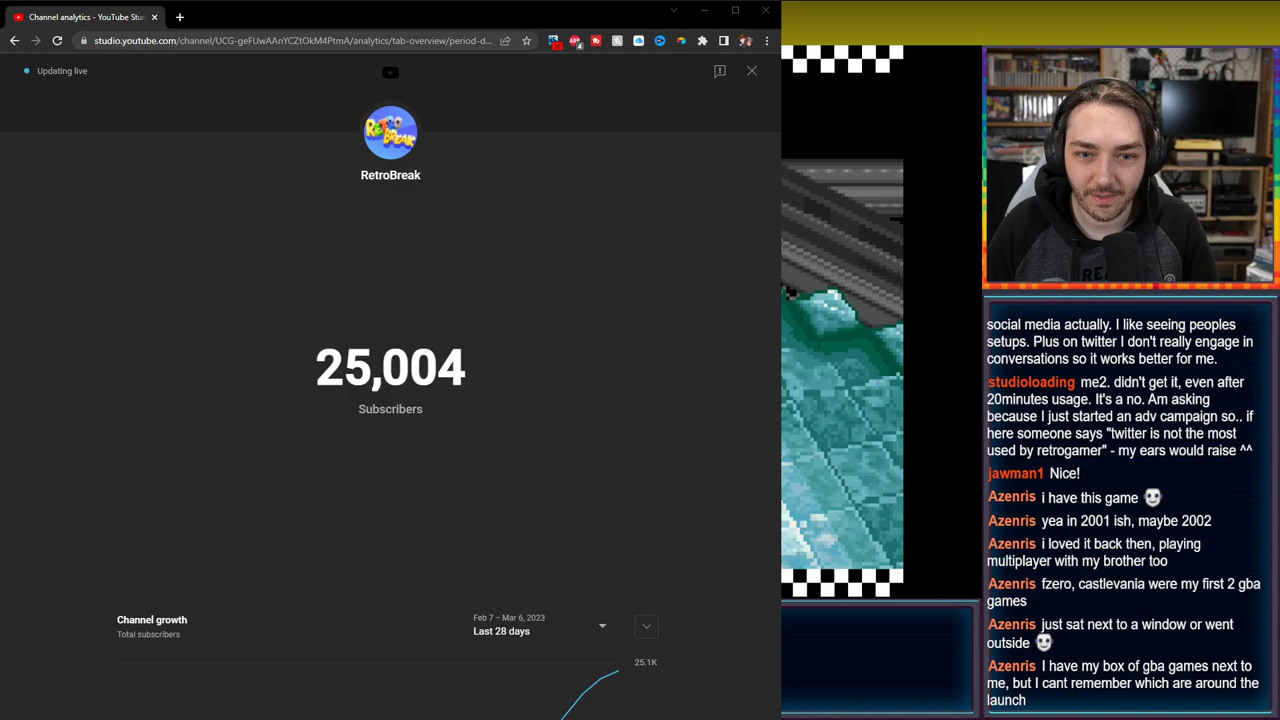 Channel analytics - YouTube Stu
studio.youtube.com/channel/UCG-geFUwAAnYCZtOkM4PtmA/analytics/tab-overview/period-d...
Updating live
RETRO
BREAK
RetroBreak
25,004
Subscribers
Channel growth
Total subscribers
Feb 7 – Mar 6, 2023
Last 28 days
25.1K
social media actually. I like seeing peoples
setups. Plus on twitter I don't really engage in
conversations so it works better for me.
studioloading me2. didn't get it, even after
20minutes usage. It's a no. Am asking
because I just started an adv campaign so.. if
here someone says "twitter is not the most
used by retrogamer" - my ears would raise ^^
jawman1 Nice!
Azenris i have this game
Azenris yea in 2001 ish, maybe 2002
Azenris i loved it back then, playing
multiplayer with my brother too
Azenris fzero, castlevania were my first 2 gba
games
Azenris just sat next to a window or went
outside
Azenris I have my box of gba games next to
me, but I cant remember which are around the
launch